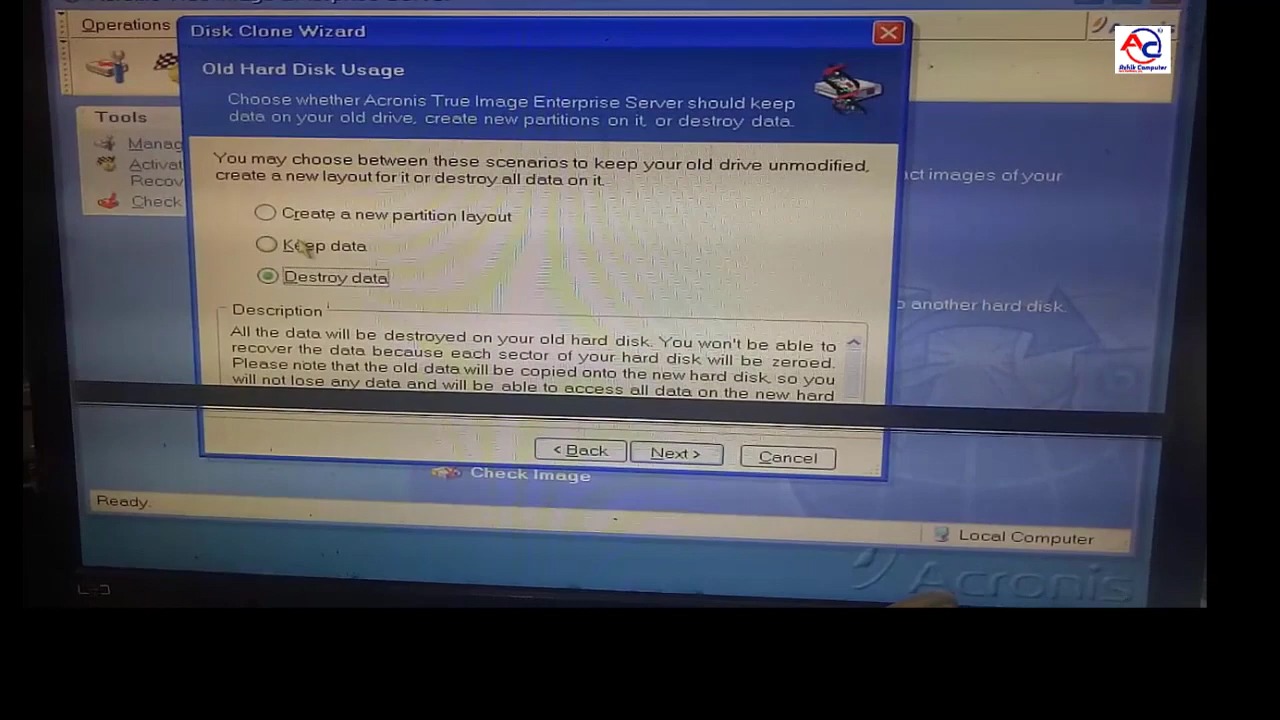 Operations
Disk Clone Wizard
Old Hard Disk Usage
Choose whether Acronis True Image Enterprise Server should keep
data on your old drive, create new partitions on it, or destroy data.
Ashik Computer
Tools
Manag
Activat
Recov
Check
You may choose between these scenarios to keep your old drive unmodified,
create a new layout for it or destroy all data on it.
Create a new partition layout
Keep data
Destroy data
Description
All the data will be destroyed on your old hard disk. You won't be able to
recover the data because each sector of your hard disk will be zeroed.
Please note that the old data will be copied onto the new hard disk, so you
will not lose any data and will be able to access all data on the new hard
act images of your
o another hard disk.
< Back
Next >
Cancel
Check Image
Ready.
Local Computer
Acronis